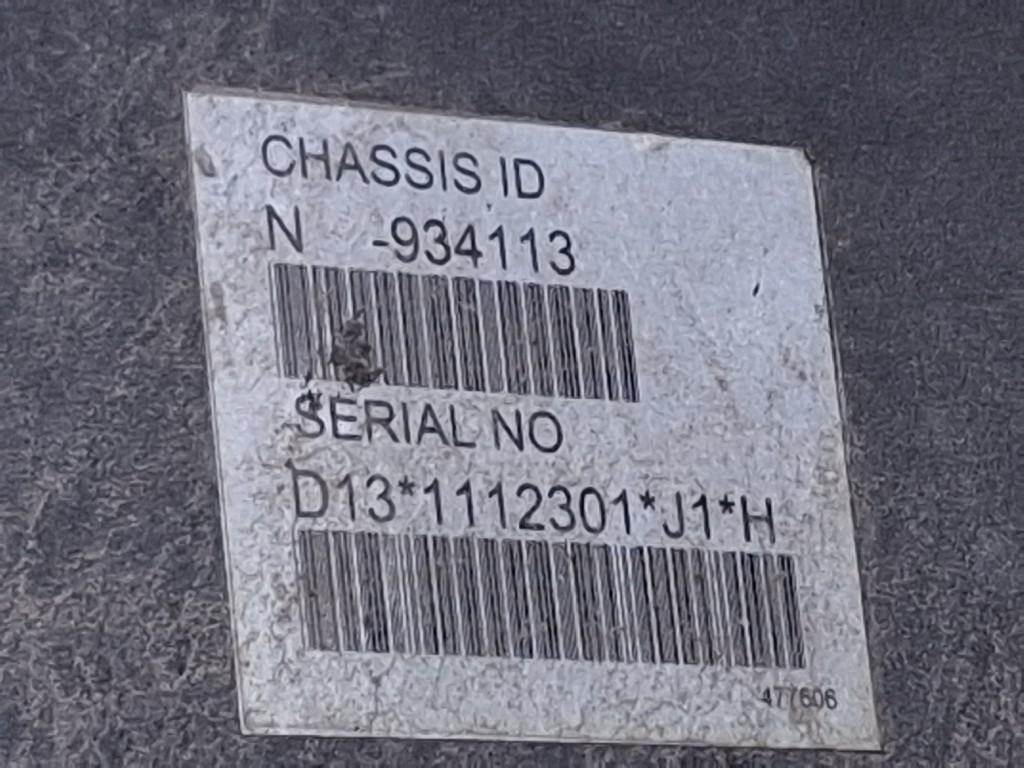 CHASSIS ID
N -934113
SERIAL NO
D13*1112301*J1*H
477606